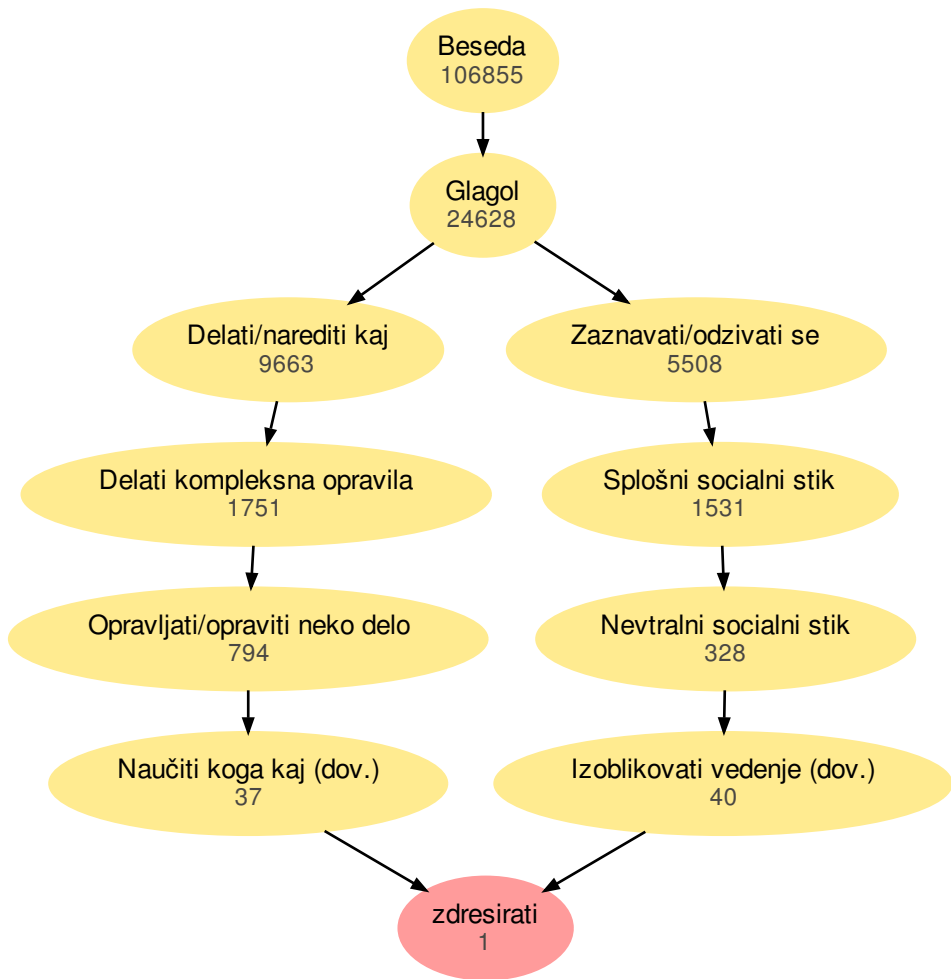 Beseda
106855
Glagol
24628
Delati/narediti kaj
9663
Zaznavati/odzivati se
5508
Delati kompleksna opravila
1751
Splošni socialni stik
1531
Opravljati/opraviti neko delo
794
Nevtralni socialni stik
328
Naučiti koga kaj (dov.)
37
Izoblikovati vedenje (dov.)
40
zdresirati
1